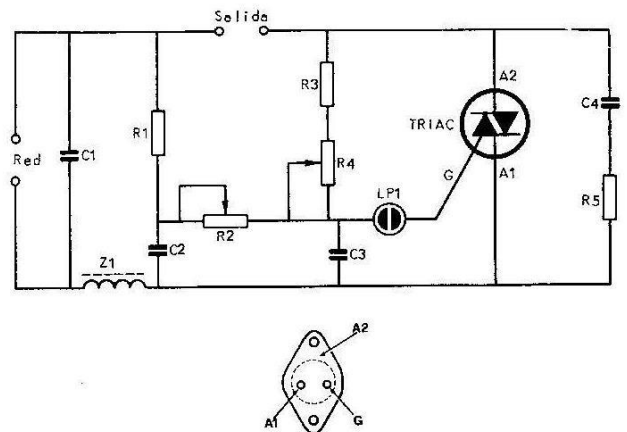 Salida
R3
A2
C4
R1
TRIAC
Red
C1
R4
LP1
G
A1
R5
R2
C2
C3
Z1
A2
A1
G